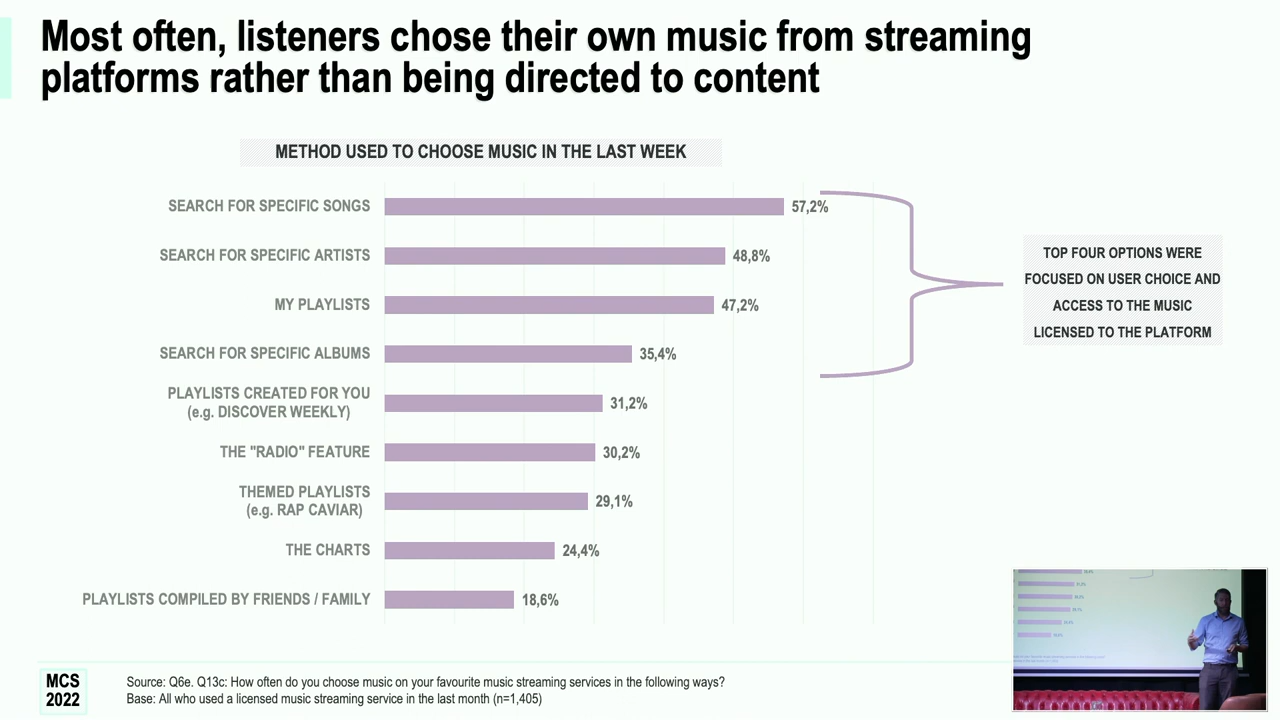 Most often, listeners chose their own music from streaming
platforms rather than being directed to content
METHOD USED TO CHOOSE MUSIC IN THE LAST WEEK
SEARCH FOR SPECIFIC SONGS
57,2%
SEARCH FOR SPECIFIC ARTISTS
48,8%
MY PLAYLISTS
47,2%
SEARCH FOR SPECIFIC ALBUMS
35,4%
PLAYLISTS CREATED FOR YOU
(e.g. DISCOVER WEEKLY)
31,2%
THE "RADIO" FEATURE
30,2%
THEMED PLAYLISTS
(e.g. RAP CAVIAR)
29,1%
THE CHARTS
24,4%
PLAYLISTS COMPILED BY FRIENDS / FAMILY
18,6%
TOP FOUR OPTIONS WERE
FOCUSED ON USER CHOICE AND
ACCESS TO THE MUSIC
LICENSED TO THE PLATFORM
MCS
2022
Source: Q6e. Q13c: How often do you choose music on your favourite music streaming services in the following ways?
Base: All who used a licensed music streaming service in the last month (n=1,405)